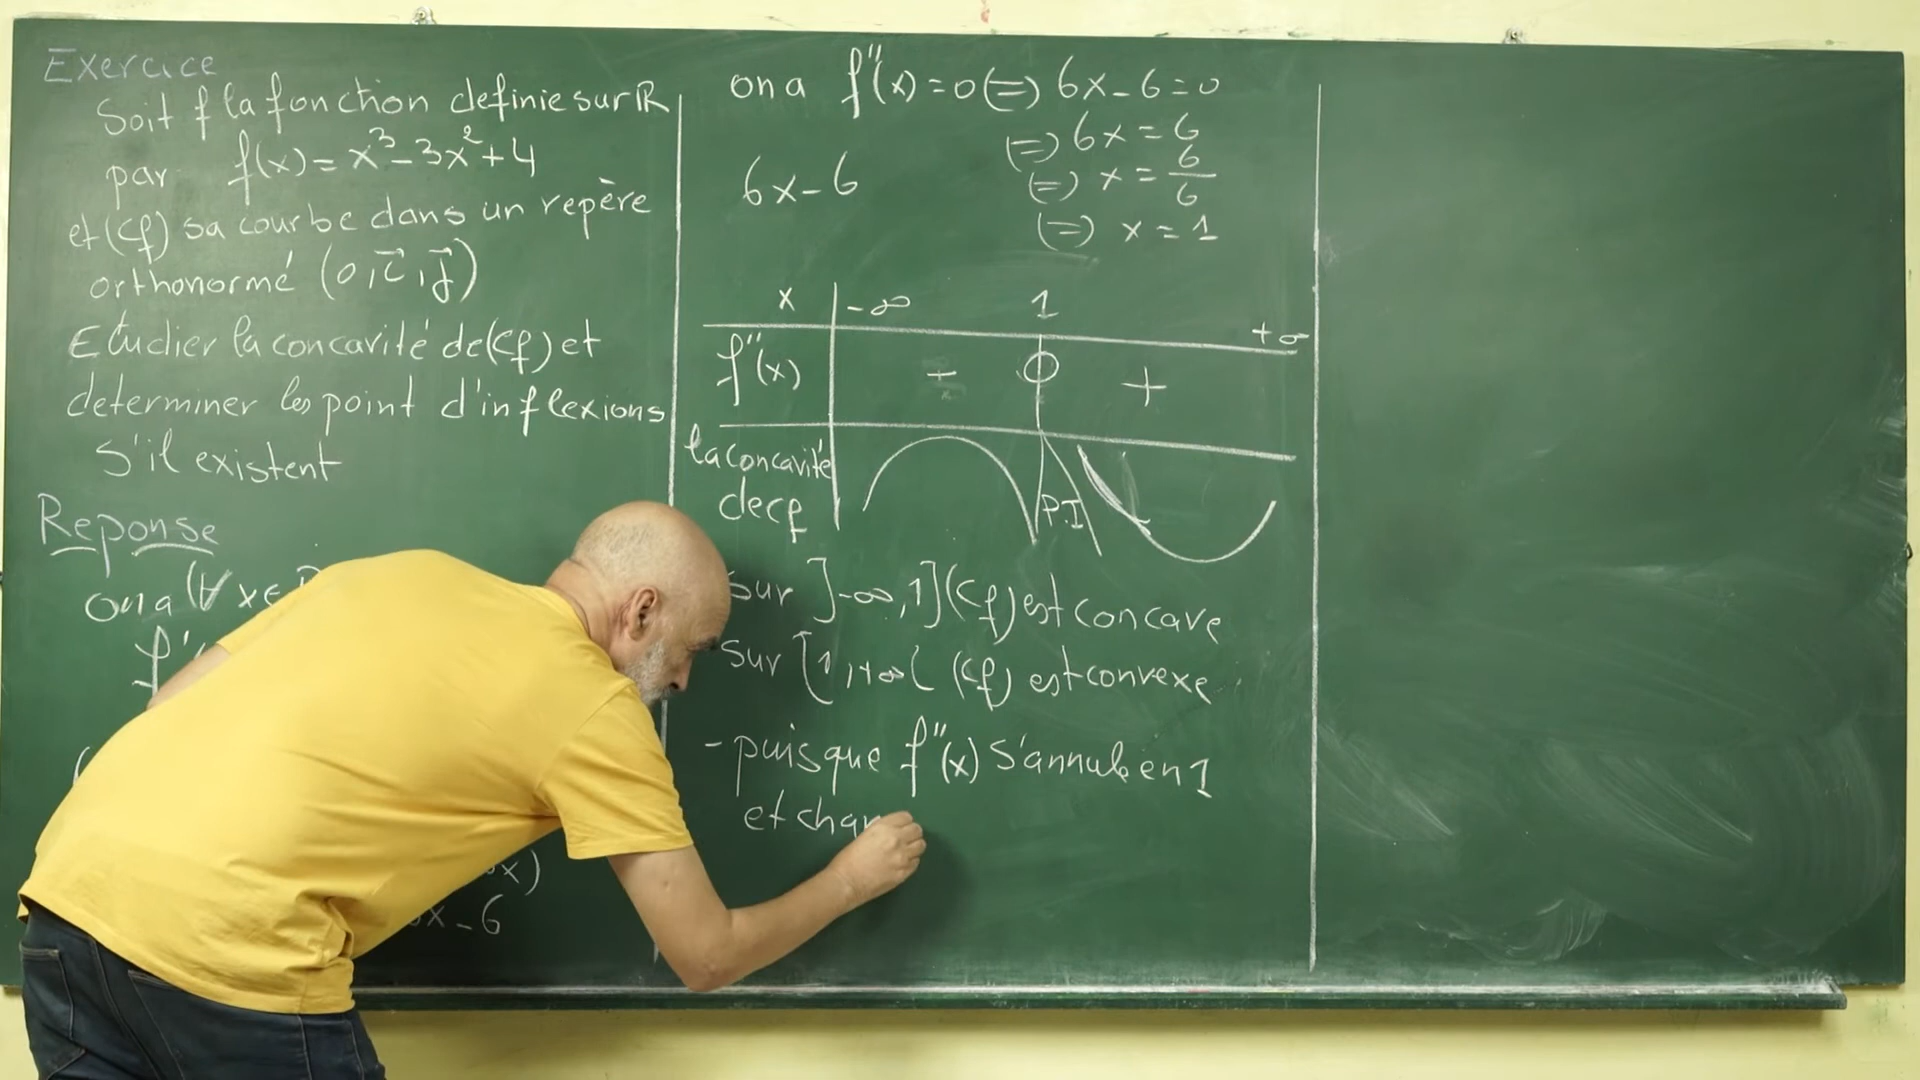 Exercice
Soit f la fonction definie sur ℝ
par f(x) = x³ - 3x² + 4
et (Cf) sa courbe dans un repère
orthonormé (o, i⃗, j⃗)
Etudier la concavité de (Cf) et
determiner les point d'inflexions
S'il existent
Reponse
on a (∀ x ∈
f'
x)
x - 6
on a f''(x) = 0 (=) 6x - 6 = 0
(=) 6x = 6
6x - 6
(=) x = 6/6
(=) x = 1
x -∞ 1 +∞
f''(x) - 0 +
la concavité
de cf P.I
Sur ]-∞, 1] (Cf) est concave
Sur [1, +∞[ (Cf) est convexe
- puisque f''(x) S'annule en 1
et chan